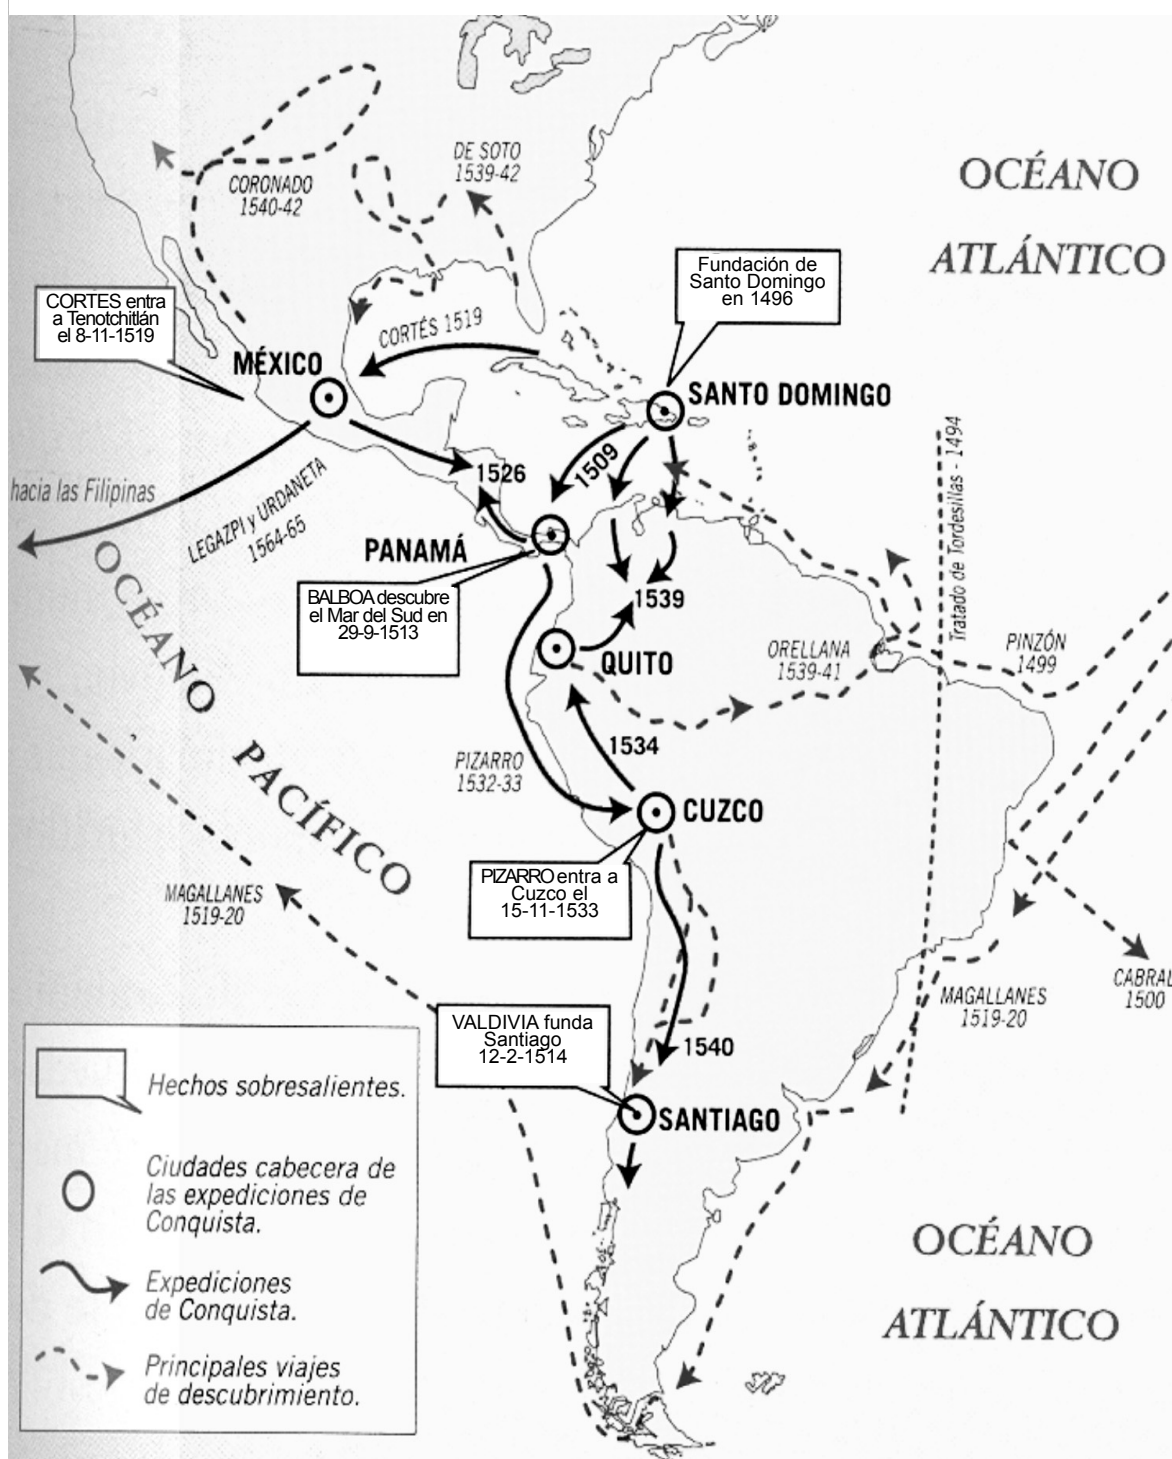 DE SOTO
1539-42
OCÉANO
ATLÁNTICO
CORONADO
1540-42
Fundación de
Santo Domingo
en 1496
CORTES entra
a Tenotchitlán
el 8-11-1519
CORTÉS 1519
MÉXICO
SANTO DOMINGO
1509
1526
Tratado de Tordesillas - 1494
hacia las Filipinas
LEGAZPI y URDANETA
1564-65
PANAMÁ
BALBOA descubre
el Mar del Sud en
29-9-1513
1539
OCÉANO PACÍFICO
QUITO
ORELLANA
1539-41
PINZÓN
1499
1534
PIZARRO
1532-33
CUZCO
PIZARRO entra a
Cuzco el
15-11-1533
MAGALLANES
1519-20
CABRAL
1500
MAGALLANES
1519-20
VALDIVIA funda
Santiago
12-2-1514
1540
SANTIAGO
Hechos sobresalientes.
Ciudades cabecera de
las expediciones de
Conquista.
Expediciones
de Conquista.
Principales viajes
de descubrimiento.
OCÉANO
ATLÁNTICO